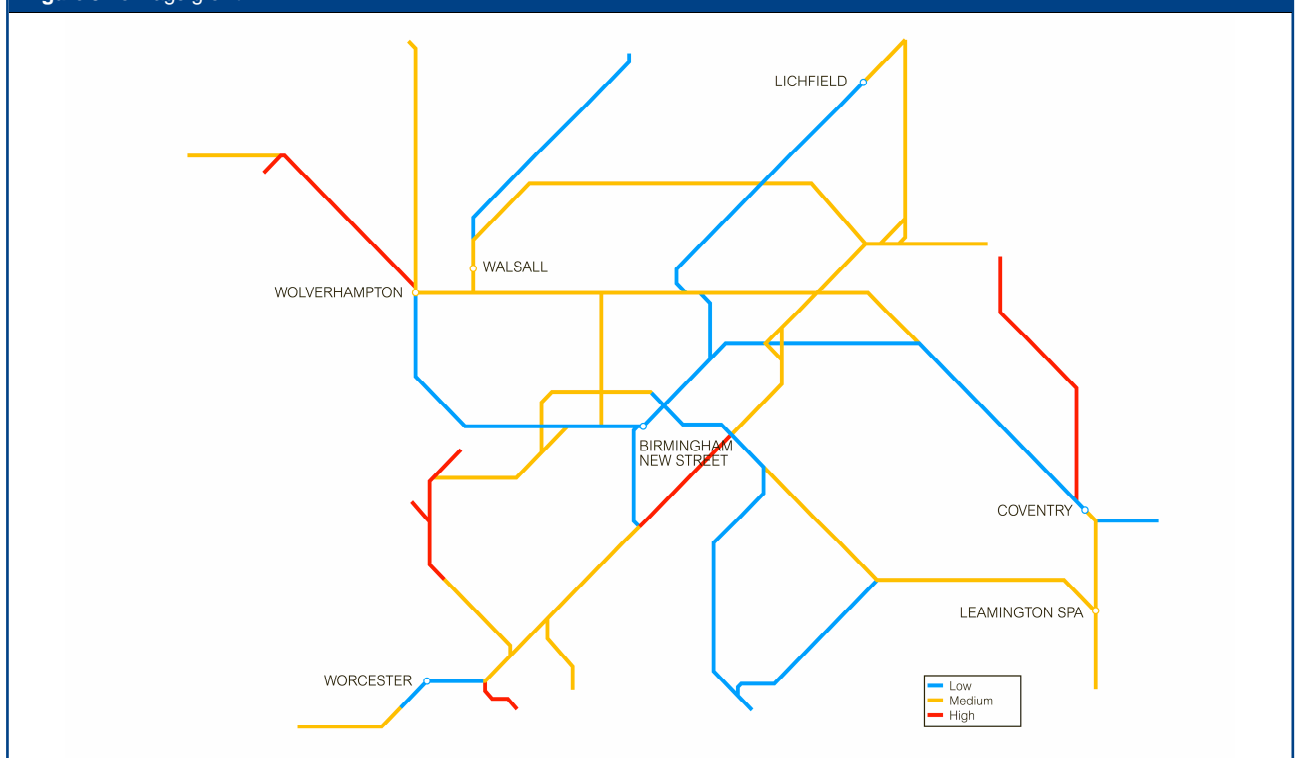 LICHFIELD
WALSALL
WOLVERHAMPTON
BIRMINGHAM
NEW STREET
COVENTRY
LEAMINGTON SPA
WORCESTER
Low
Medium
High